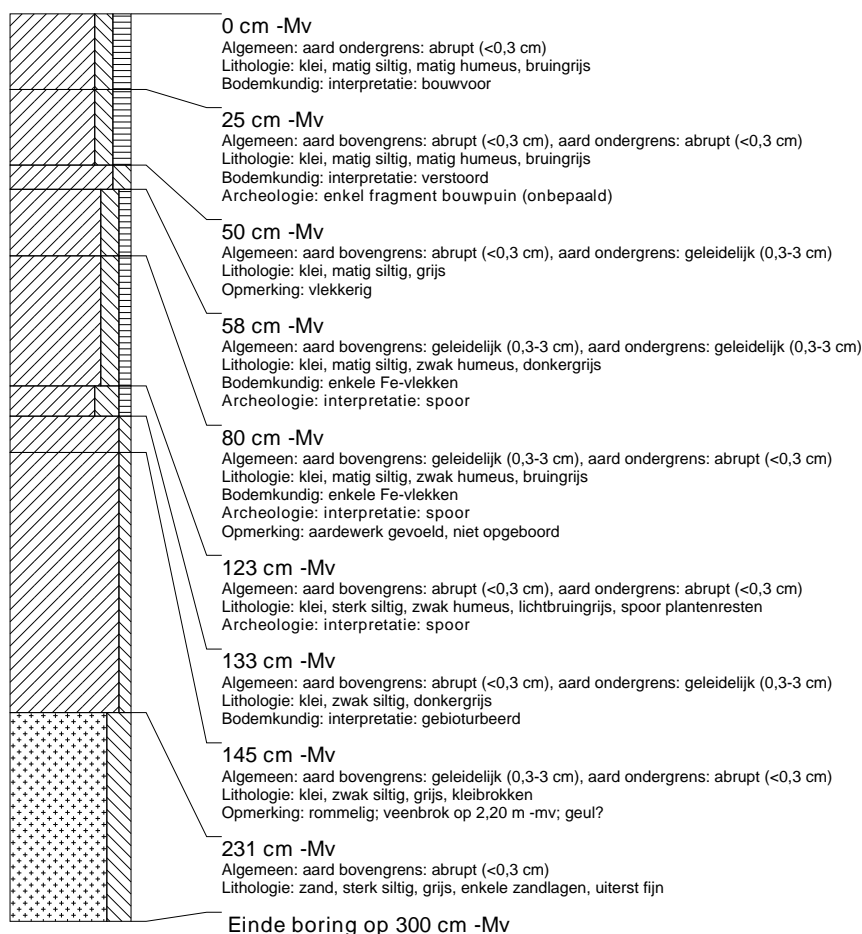 0 cm -Mv
Algemeen: aard ondergrens: abrupt (<0,3 cm)
Lithologie: klei, matig siltig, matig humeus, bruingrijs
Bodemkundig: interpretatie: bouwvoor
25 cm -Mv
Algemeen: aard bovengrens: abrupt (<0,3 cm), aard ondergrens: abrupt (<0,3 cm)
Lithologie: klei, matig siltig, matig humeus, bruingrijs
Bodemkundig: interpretatie: verstoord
Archeologie: enkel fragment bouwpuin (onbepaald)
50 cm -Mv
Algemeen: aard bovengrens: abrupt (<0,3 cm), aard ondergrens: geleidelijk (0,3-3 cm)
Lithologie: klei, matig siltig, grijs
Opmerking: vlekkerig
58 cm -Mv
Algemeen: aard bovengrens: geleidelijk (0,3-3 cm), aard ondergrens: geleidelijk (0,3-3 cm)
Lithologie: klei, matig siltig, zwak humeus, donkergrijs
Bodemkundig: enkele Fe-vlekken
Archeologie: interpretatie: spoor
80 cm -Mv
Algemeen: aard bovengrens: geleidelijk (0,3-3 cm), aard ondergrens: abrupt (<0,3 cm)
Lithologie: klei, matig siltig, zwak humeus, bruingrijs
Bodemkundig: enkele Fe-vlekken
Archeologie: interpretatie: spoor
Opmerking: aardewerk gevoeld, niet opgeboord
123 cm -Mv
Algemeen: aard bovengrens: abrupt (<0,3 cm), aard ondergrens: abrupt (<0,3 cm)
Lithologie: klei, sterk siltig, zwak humeus, lichtbruingrijs, spoor plantenresten
Archeologie: interpretatie: spoor
133 cm -Mv
Algemeen: aard bovengrens: abrupt (<0,3 cm), aard ondergrens: geleidelijk (0,3-3 cm)
Lithologie: klei, zwak siltig, donkergrijs
Bodemkundig: interpretatie: gebioturbeerd
145 cm -Mv
Algemeen: aard bovengrens: geleidelijk (0,3-3 cm), aard ondergrens: abrupt (<0,3 cm)
Lithologie: klei, zwak siltig, grijs, kleibrokken
Opmerking: rommelig; veenbrok op 2,20 m -mv; geul?
231 cm -Mv
Algemeen: aard bovengrens: abrupt (<0,3 cm)
Lithologie: zand, sterk siltig, grijs, enkele zandlagen, uiterst fijn
Einde boring op 300 cm -Mv